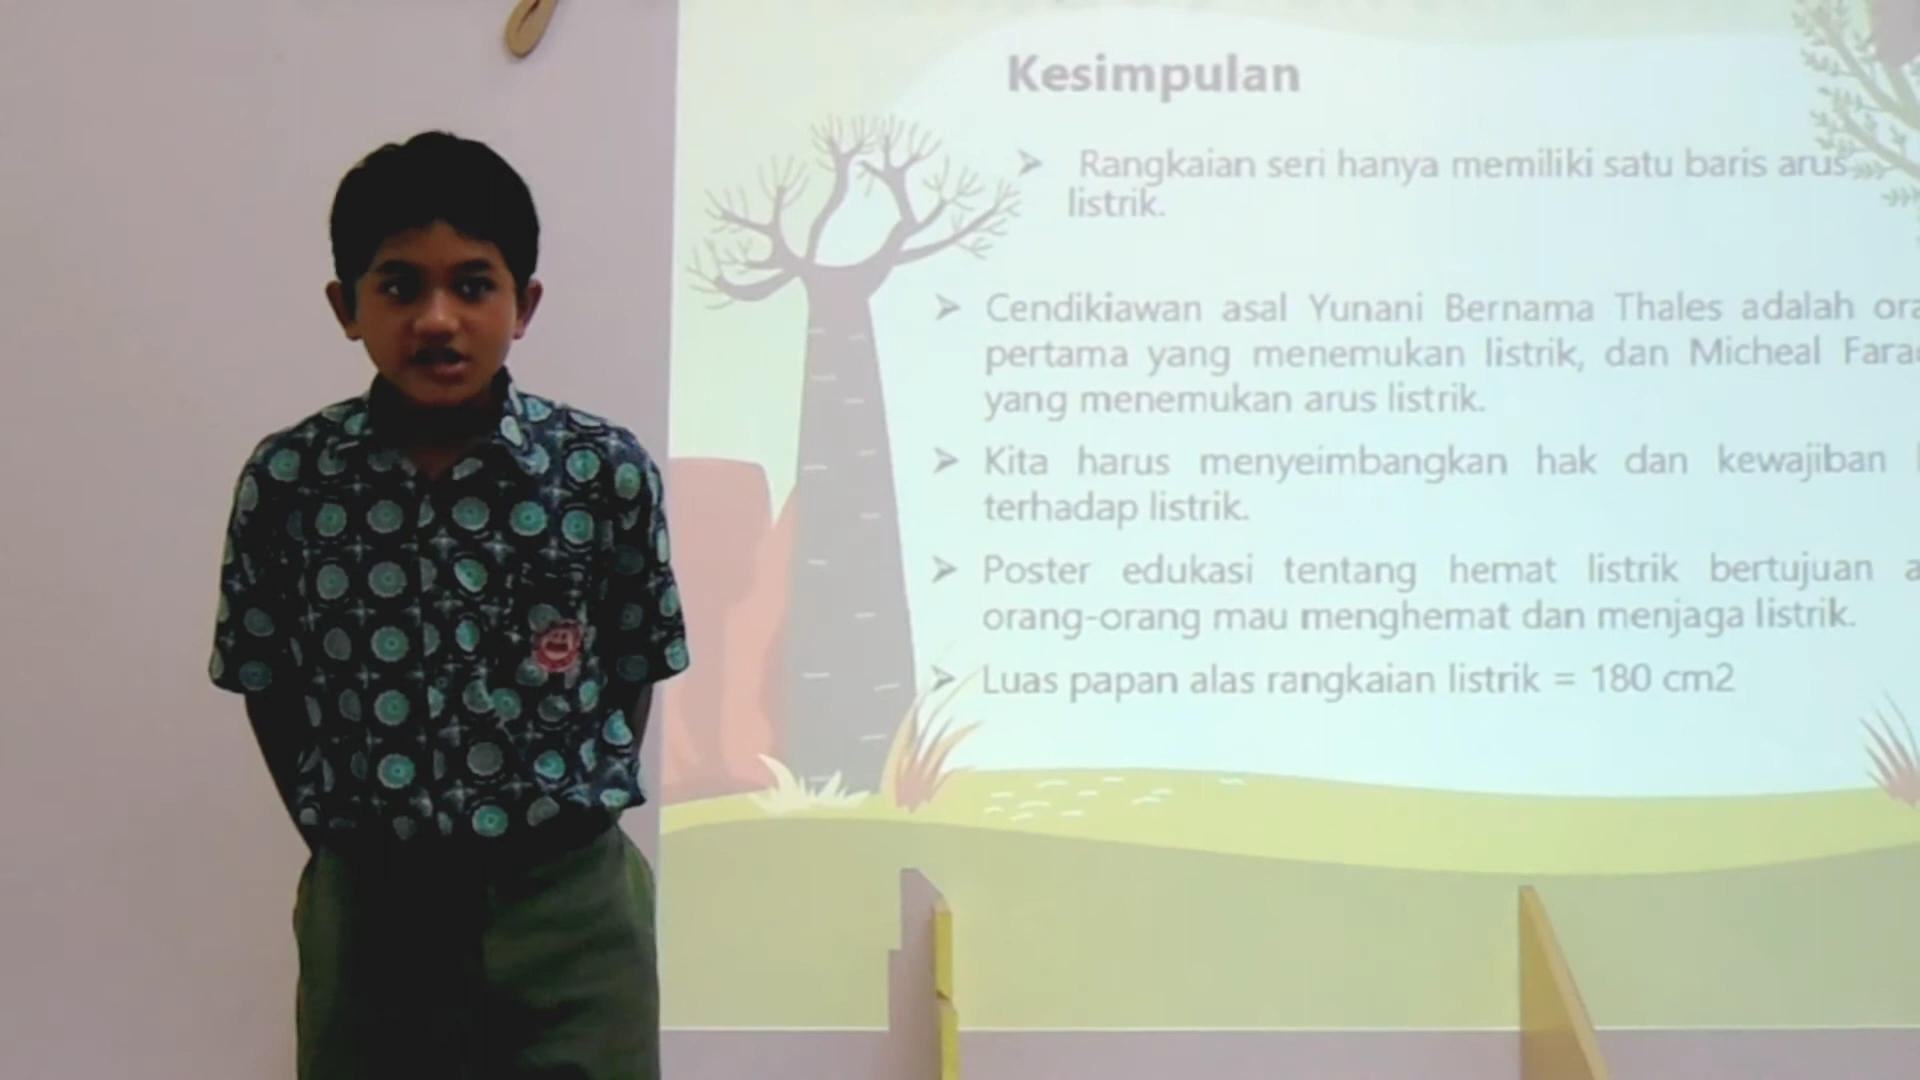 Kesimpulan
➤ Rangkaian seri hanya memiliki satu baris arus
listrik.
➤ Cendikiawan asal Yunani Bernama Thales adalah
pertama yang menemukan listrik, dan Micheal
yang menemukan arus listrik.
➤ Kita harus menyeimbangkan hak dan kewajiban
terhadap listrik.
➤ Poster edukasi tentang hemat listrik bertujuan
orang-orang mau menghemat dan menjaga listrik.
➤ Luas papan alas rangkaian listrik = 180 cm2